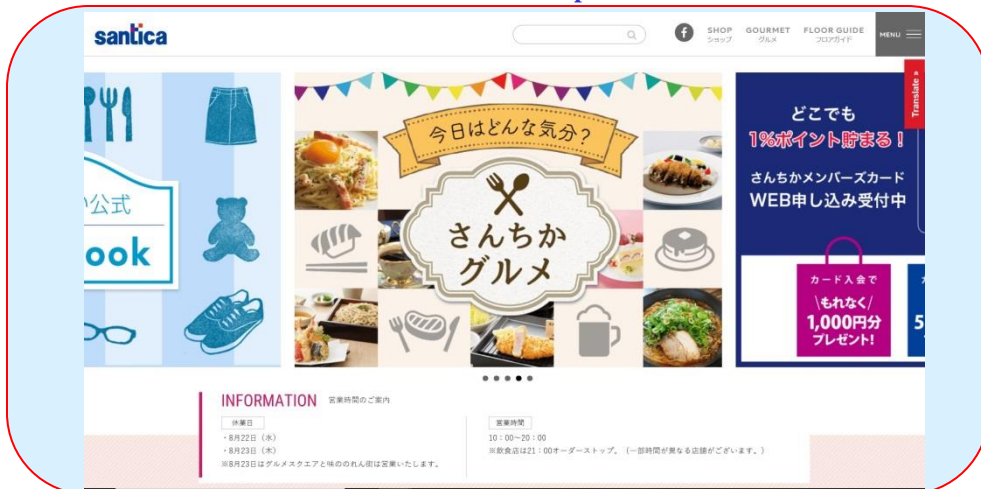 santica
SHOP
ショップ
GOURMET
グルメ
FLOOR GUIDE
フロアガイド
MENU
Translate »
公式
ook
今日はどんな気分?
さんちか
グルメ
どこでも
1%ポイント貯まる!
さんちかメンバーズカード
WEB申し込み受付中
カード入会で
\もれなく/
1,000円分
プレゼント!
5
INFORMATION 営業時間のご案内
休業日
・8月22日(水)
・8月23日(木)
※8月23日はグルメスクエアと味ののれん街は営業いたします。
営業時間
10:00~20:00
※飲食店は21:00オーダーストップ。(一部時間が異なる店舗がございます。)